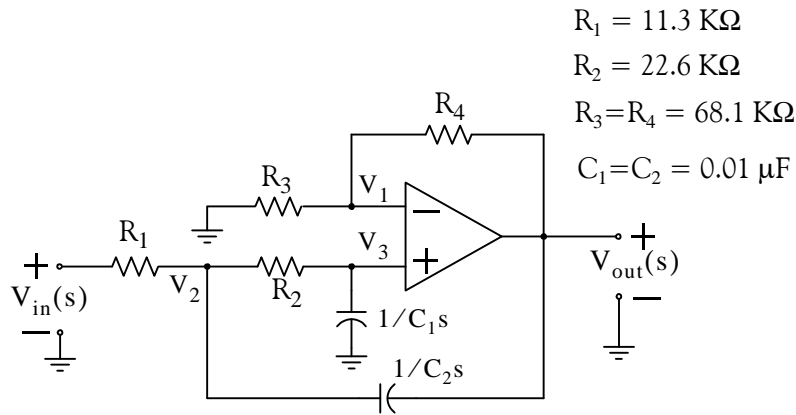 R₁ = 11.3 KΩ
R₂ = 22.6 KΩ
R₃=R₄ = 68.1 KΩ
C₁=C₂ = 0.01 μF
R₄
R₃
V₁
R₁
V₃
V₂
R₂
Vᵢₙ(s)
Vₒᵤₜ(s)
1/C₁s
1/C₂s